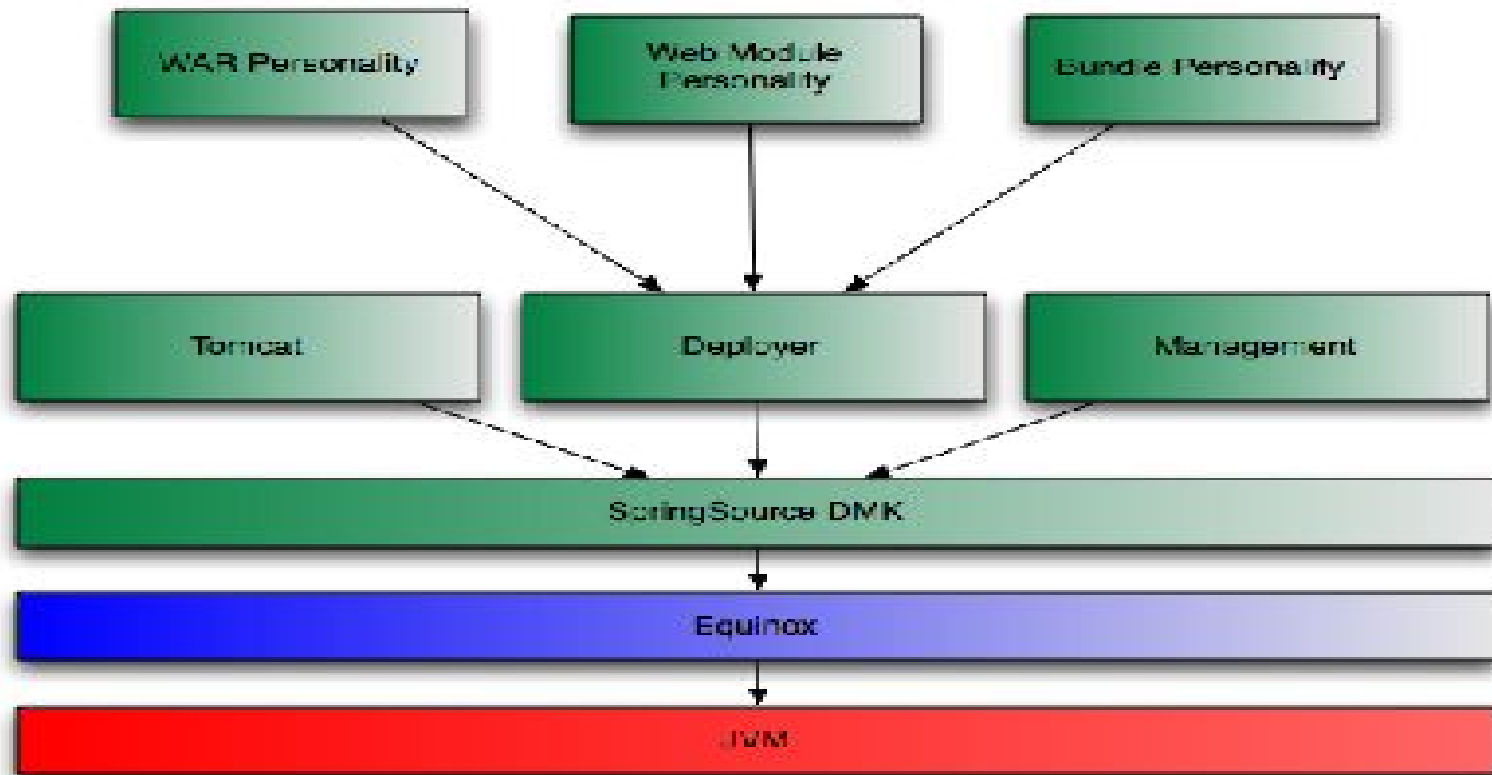 WAR Personality
Web Module
Personality
Bundle Personality
Tomcat
Deployer
Management
SpringSource DMK
Equinox
JVM